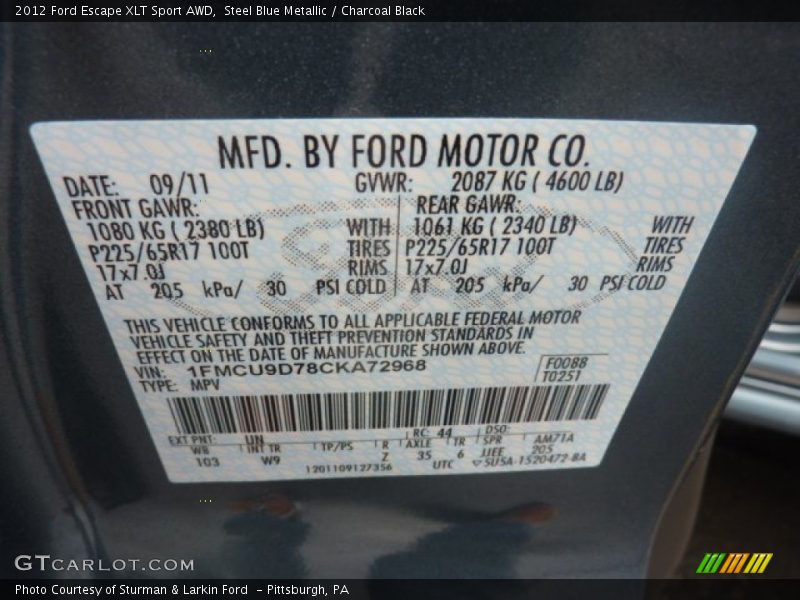 2012 Ford Escape XLT Sport AWD,  Steel Blue Metallic / Charcoal Black
MFD. BY FORD MOTOR CO.
DATE: 09/11 GVWR: 2087 KG ( 4600 LB)
FRONT GAWR: REAR GAWR:
1080 KG ( 2380 LB) WITH 1061 KG ( 2340 LB) WITH
P225/65R17 100T TIRES P225/65R17 100T TIRES
17x7.0J RIMS 17x7.0J RIMS
AT 205 kPa/ 30 PSI COLD AT 205 kPa/ 30 PSI COLD
THIS VEHICLE CONFORMS TO ALL APPLICABLE FEDERAL MOTOR
VEHICLE SAFETY AND THEFT PREVENTION STANDARDS IN
EFFECT ON THE DATE OF MANUFACTURE SHOWN ABOVE.
VIN: 1FMCU9D78CKA72968 F0088
TYPE: MPV T0251
EXT PNT: UN RC: 44 DSO:
WB INT TR TP/PS R AXLE TR SPR AM71A
103 W9 Z 35 6 JJEE 205
1201109127356 UTC ▽5USA-1520472-BA
GTCARLOT.COM
Photo Courtesy of Sturman & Larkin Ford  - Pittsburgh, PA